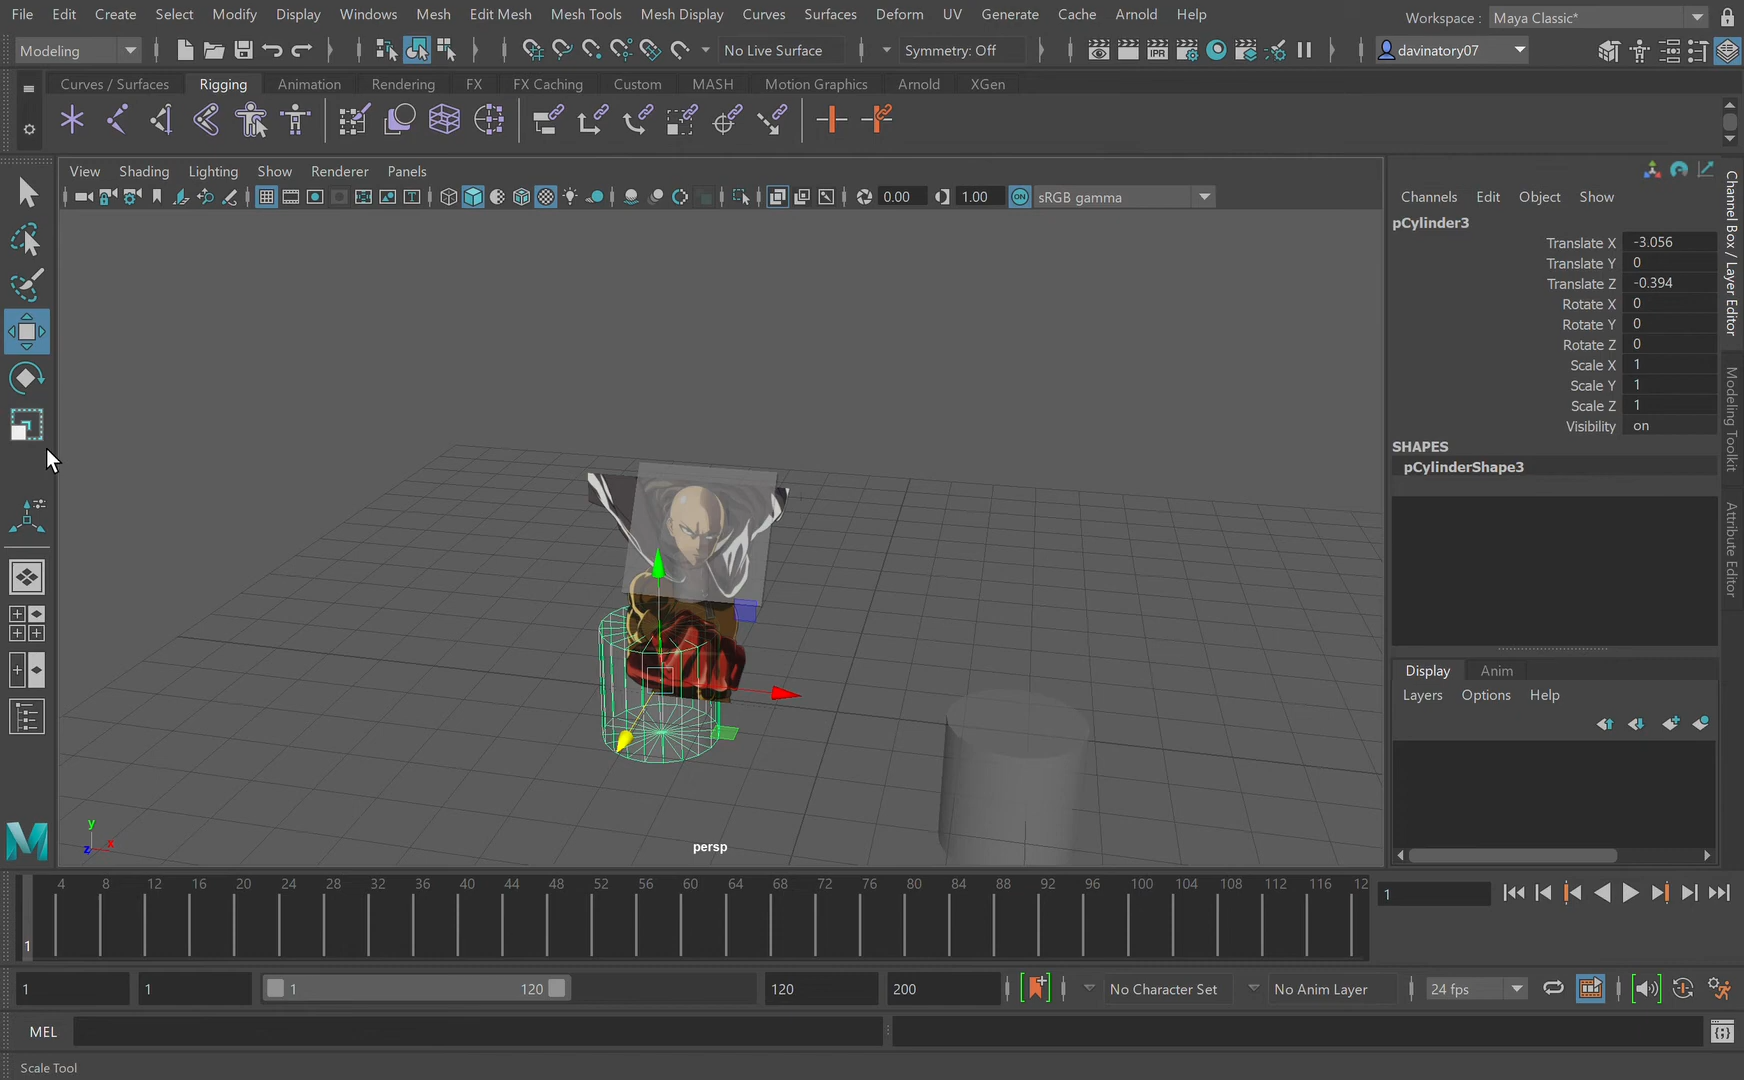 File Edit Create Select Modify Display Windows Mesh Edit Mesh Mesh Tools Mesh Display Curves Surfaces Deform UV Generate Cache Arnold Help Workspace : Maya Classic*
Modeling No Live Surface Symmetry: Off IPR davinatory07
Curves / Surfaces Rigging Animation Rendering FX FX Caching Custom MASH Motion Graphics Arnold XGen
View Shading Lighting Show Renderer Panels
0.00 1.00 ON sRGB gamma
Channels Edit Object Show
pCylinder3
Translate X -3.056
Translate Y 0
Translate Z -0.394
Rotate X 0
Rotate Y 0
Rotate Z 0
Scale X 1
Scale Y 1
Scale Z 1
Visibility on
SHAPES
pCylinderShape3
Channel Box / Layer Editor
Modeling Toolkit
Attribute Editor
Display Anim
Layers Options Help
y
z x
persp
4 8 12 16 20 24 28 32 36 40 44 48 52 56 60 64 68 72 76 80 84 88 92 96 100 104 108 112 116 12
1
1
1 1 1 120 120 200 No Character Set No Anim Layer 24 fps
MEL
Scale Tool